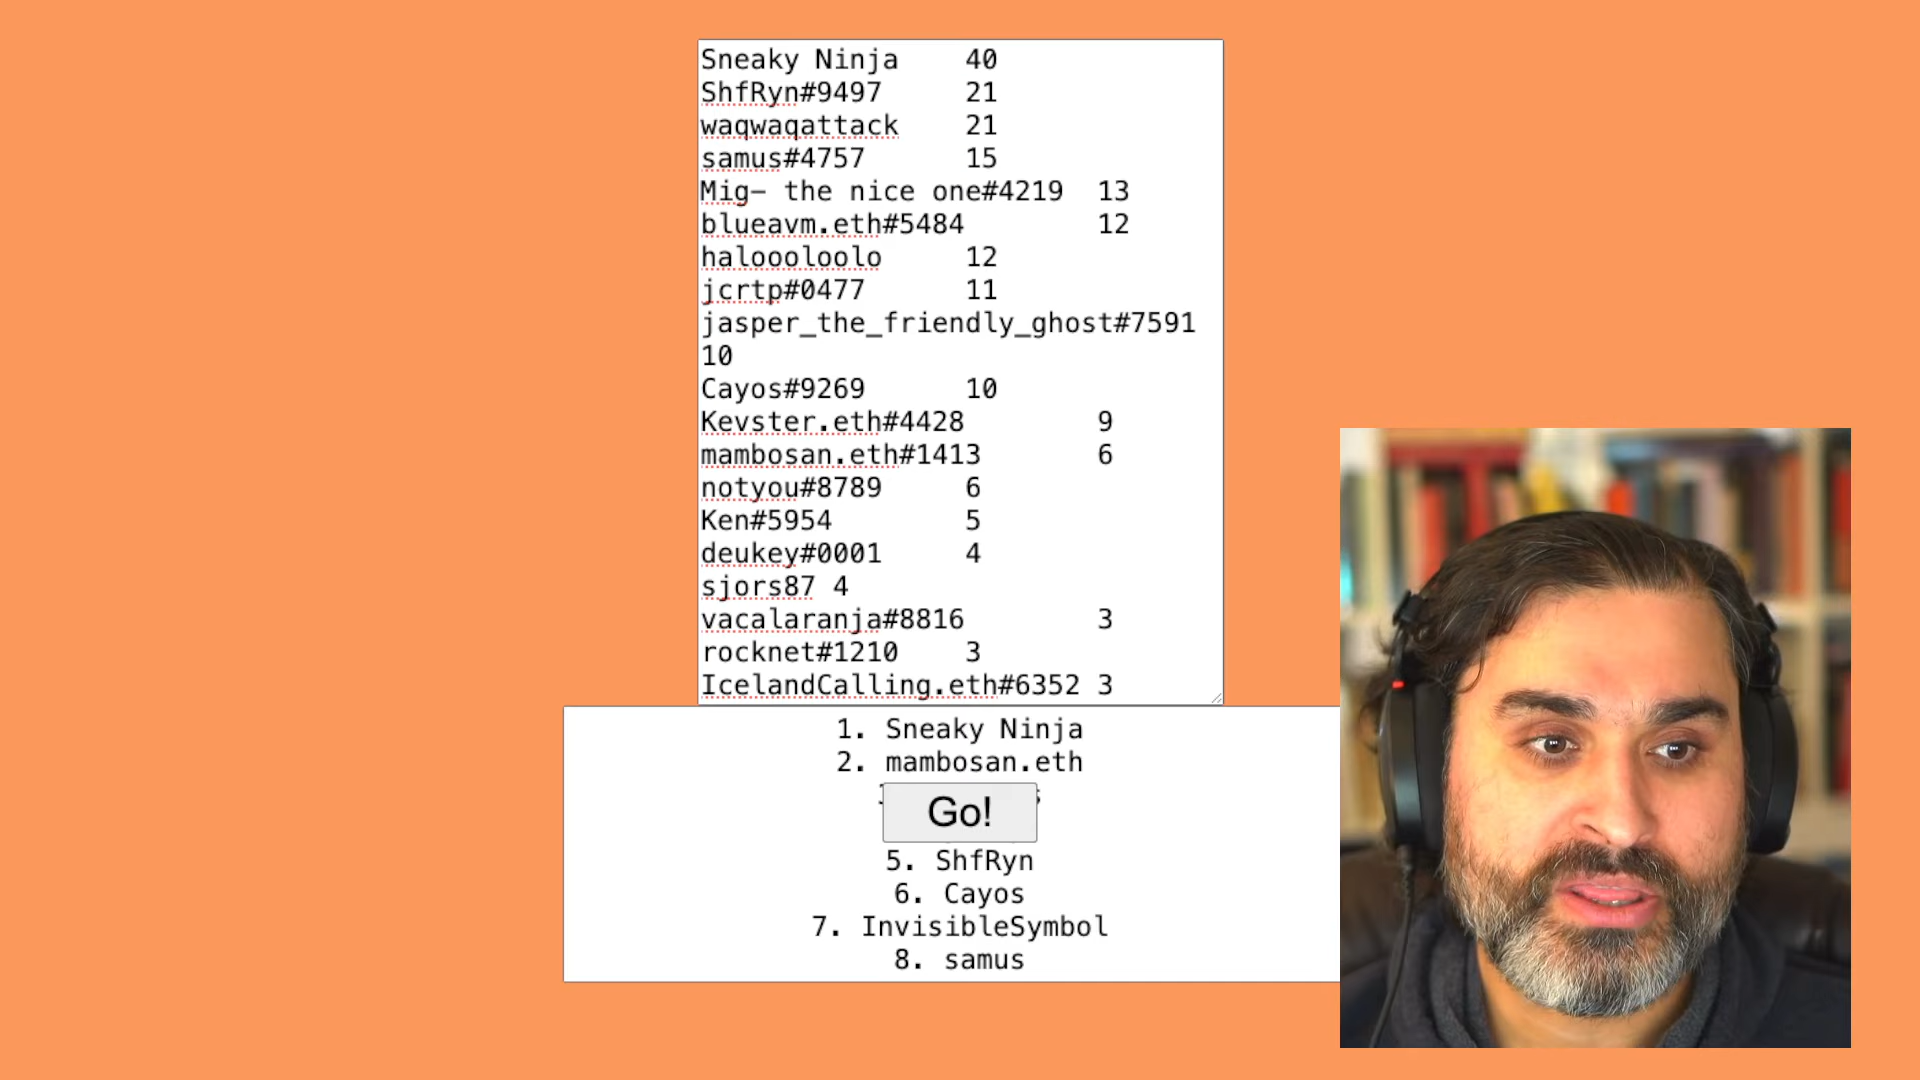 Sneaky Ninja 40
ShfRyn#9497 21
waqwaqattack 21
samus#4757 15
Mig— the nice one#4219 13
blueavm.eth#5484 12
haloooloolo 12
jcrtp#0477 11
jasper_the_friendly_ghost#7591
10
Cayos#9269 10
Kevster.eth#4428 9
mambosan.eth#1413 6
notyou#8789 6
Ken#5954 5
deukey#0001 4
sjors87 4
vacalaranja#8816 3
rocknet#1210 3
IcelandCalling.eth#6352 3
1. Sneaky Ninja
2. mambosan.eth
Go!
5. ShfRyn
6. Cayos
7. InvisibleSymbol
8. samus